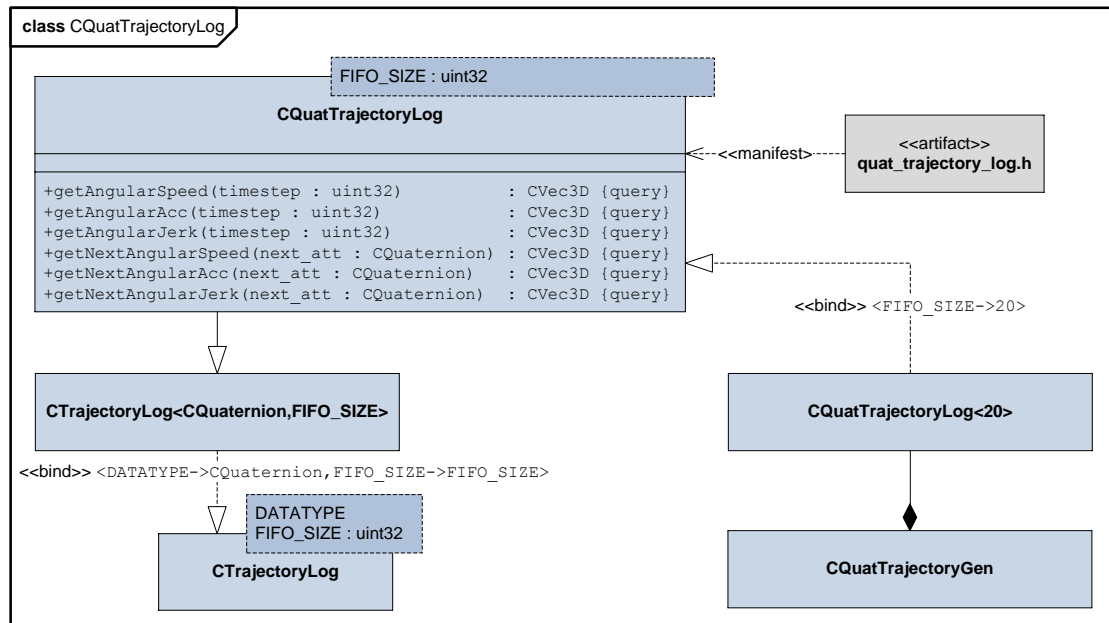 class CQuatTrajectoryLog
FIFO_SIZE : uint32
CQuatTrajectoryLog
<<manifest>>
<<artifact>>
quat_trajectory_log.h
+getAngularSpeed(timestep : uint32) : CVec3D {query}
+getAngularAcc(timestep : uint32) : CVec3D {query}
+getAngularJerk(timestep : uint32) : CVec3D {query}
+getNextAngularSpeed(next_att : CQuaternion) : CVec3D {query}
+getNextAngularAcc(next_att : CQuaternion) : CVec3D {query}
+getNextAngularJerk(next_att : CQuaternion) : CVec3D {query}
<<bind>> <FIFO_SIZE->20>
CTrajectoryLog<CQuaternion,FIFO_SIZE>
CQuatTrajectoryLog<20>
<<bind>> <DATATYPE->CQuaternion,FIFO_SIZE->FIFO_SIZE>
DATATYPE
FIFO_SIZE : uint32
CTrajectoryLog
CQuatTrajectoryGen